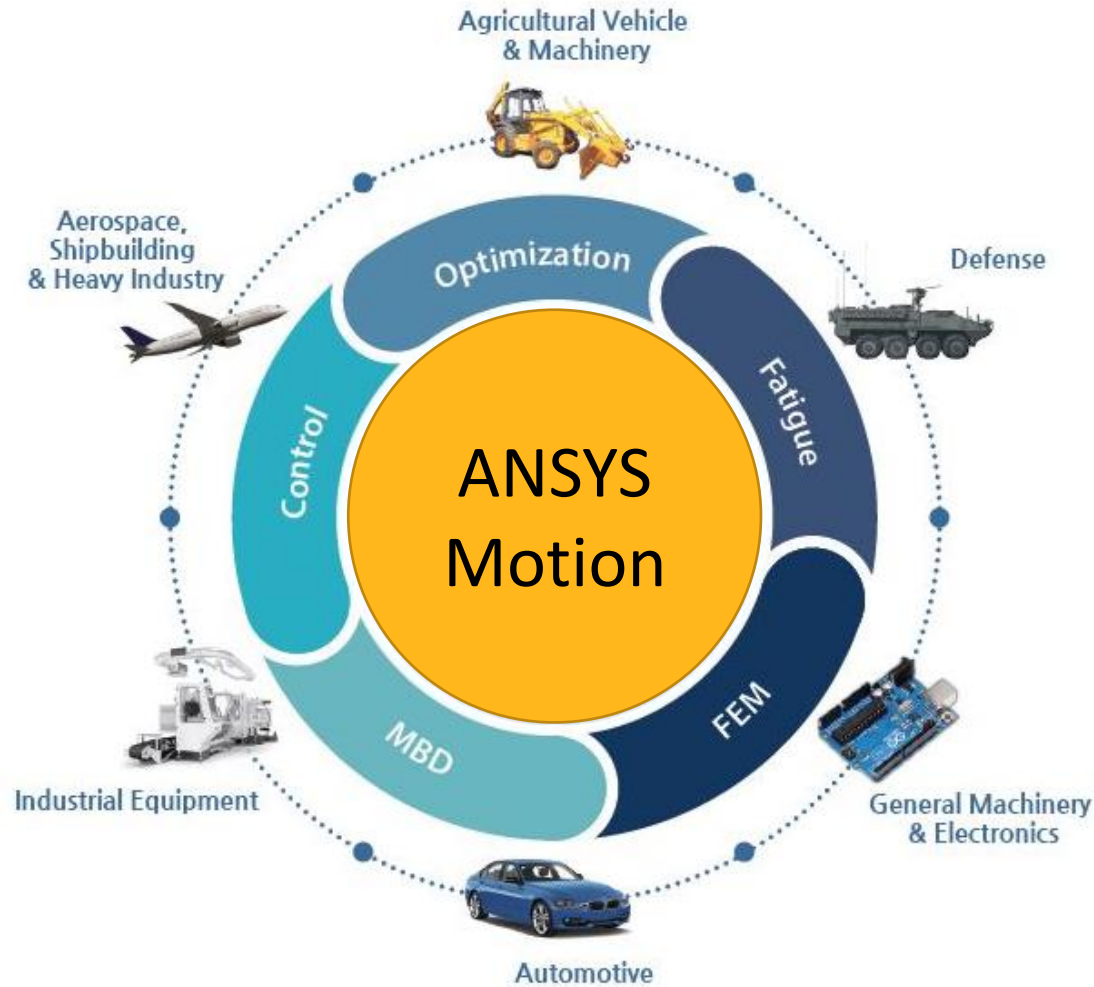 Agricultural Vehicle
& Machinery
Aerospace,
Shipbuilding
& Heavy Industry
Defense
Optimization
Fatigue
Control
ANSYS
Motion
FEM
MBD
Industrial Equipment
General Machinery
& Electronics
Automotive